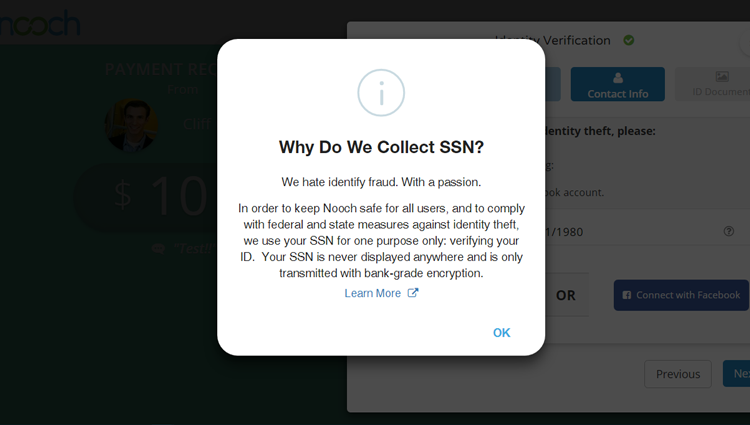 nooch
Identity Verification
PAYMENT REQ
From:
Cliff
$ 10
"Test"
Contact Info
ID Document
dentity theft, please:
g:
ook account.
1/1980
OR
Connect with Facebook
Previous
Ne
Why Do We Collect SSN?
We hate identify fraud. With a passion.
In order to keep Nooch safe for all users, and to comply
with federal and state measures against identity theft,
we use your SSN for one purpose only: verifying your
ID.  Your SSN is never displayed anywhere and is only
transmitted with bank-grade encryption.
Learn More
OK